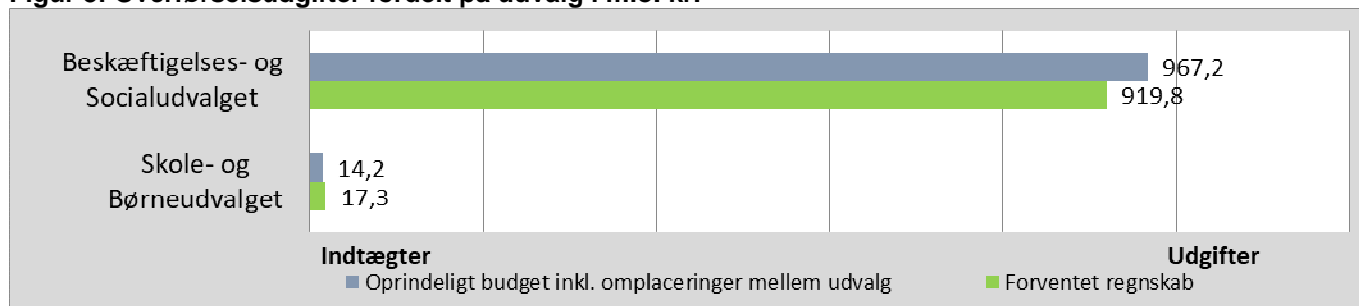 Beskæftigelses- og
Socialudvalget
967,2
919,8
Skole- og
Børneudvalget
14,2
17,3
Indtægter
Udgifter
Oprindeligt budget inkl. omplaceringer mellem udvalg
Forventet regnskab